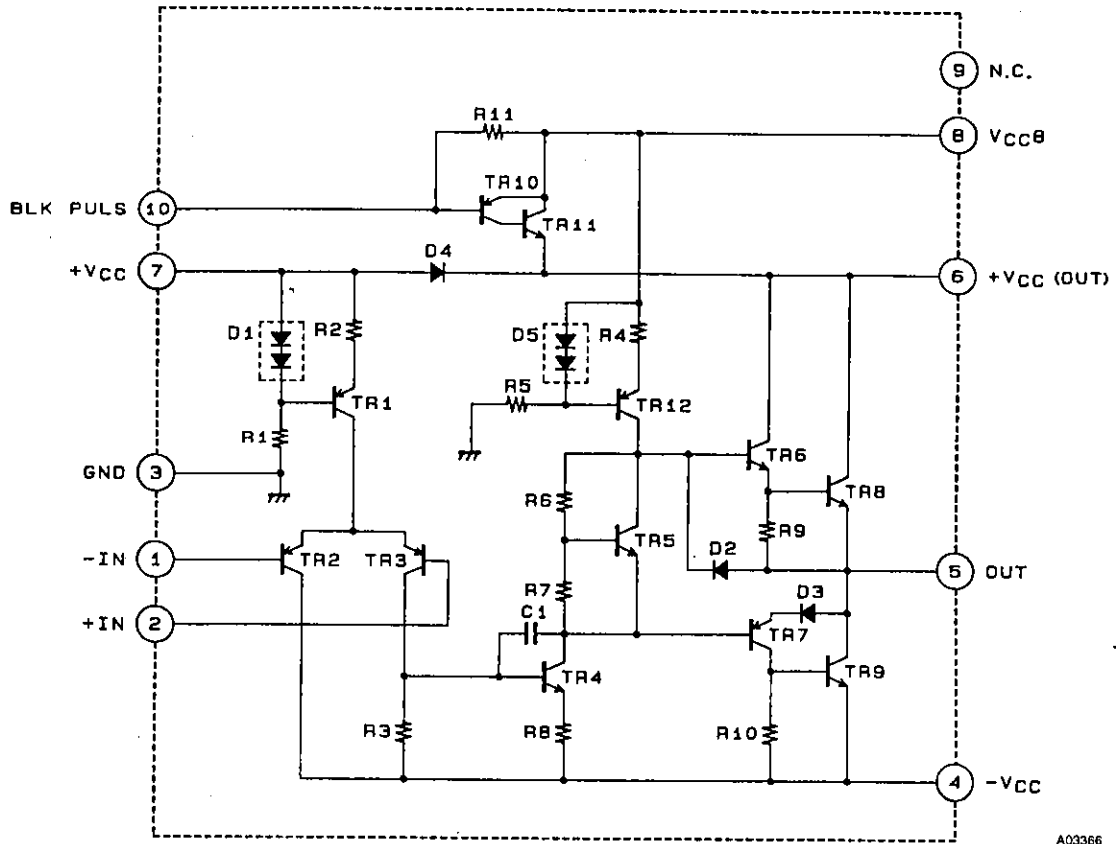 9 N.C.
R11
8 VCC8
TR10
BLK PULS 10
TR11
D4
+VCC 7
6 +VCC (OUT)
D1
R2
D5
R4
R5
TR1
TR12
R1
GND 3
TR6
TR8
R6
R9
TR5
D2
-IN 1
TR2
TR3
5 OUT
R7
D3
C1
+IN 2
TR7
TR4
TR9
R3
R8
R10
4 -VCC
A03366